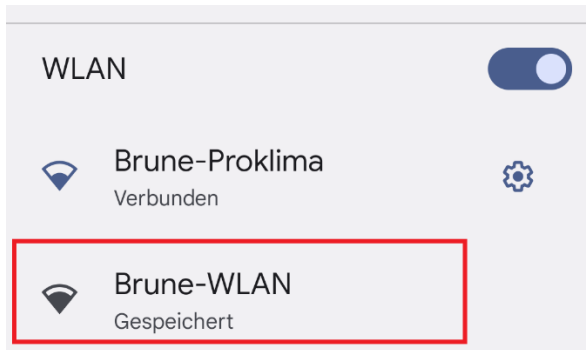 WLAN
Brune-Proklima
Verbunden
Brune-WLAN
Gespeichert